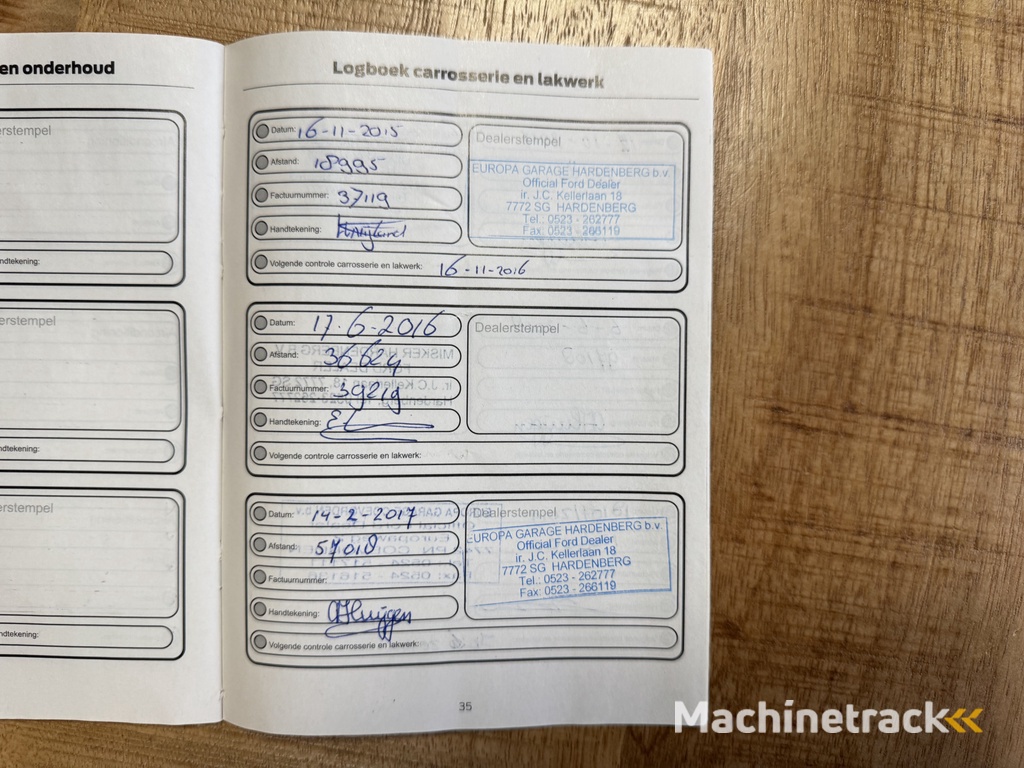 en onderhoud
erstempel
ndtekening:
erstempel
ndtekening:
erstempel
ndtekening:
Logboek carrosserie en lakwerk
Datum: 16-11-2015
Afstand: 18995
Factuurnummer: 37119
Handtekening:
Volgende controle carrosserie en lakwerk: 16-11-2016
Dealerstempel
EUROPA GARAGE HARDENBERG b.v.
Official Ford Dealer
ir. J.C. Kellerlaan 18
7772 SG HARDENBERG
Tel.: 0523 - 262777
Fax: 0523 - 266119
Datum: 17-6-2016
Afstand: 36624
Factuurnummer: 39219
Handtekening:
Volgende controle carrosserie en lakwerk:
Dealerstempel
Datum: 14-2-2017
Afstand: 57018
Factuurnummer:
Handtekening:
Volgende controle carrosserie en lakwerk:
Dealerstempel
EUROPA GARAGE HARDENBERG b.v.
Official Ford Dealer
ir. J.C. Kellerlaan 18
7772 SG HARDENBERG
Tel.: 0523 - 262777
Fax: 0523 - 266119
35
Machinetrack